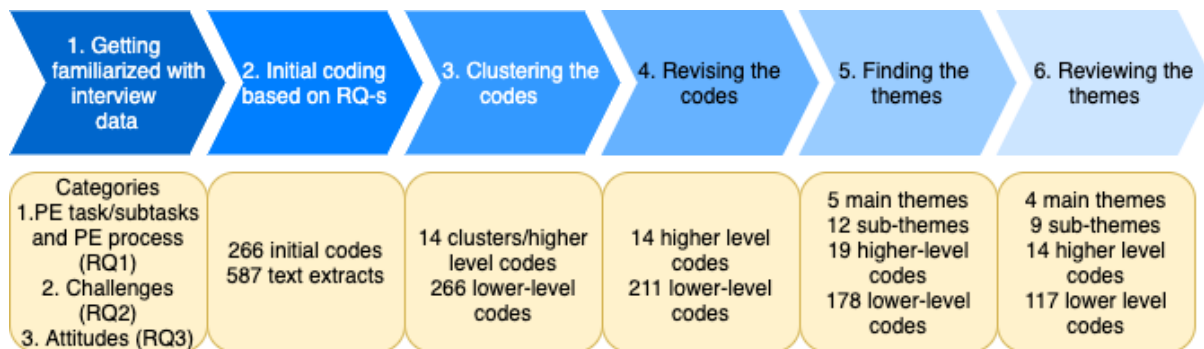 1. Getting
familiarized with
interview
data
2. Initial coding
based on RQ-s
3. Clustering the
codes
4. Revising the
codes
5. Finding the
themes
6. Reviewing the
themes
Categories
1.PE task/subtasks
and PE process
(RQ1)
2. Challenges
(RQ2)
3. Attitudes (RQ3)
266 initial codes
587 text extracts
14 clusters/higher
level codes
266 lower-level
codes
14 higher level
codes
211 lower-level
codes
5 main themes
12 sub-themes
19 higher-level
codes
178 lower-level
codes
4 main themes
9 sub-themes
14 higher level
codes
117 lower level
codes